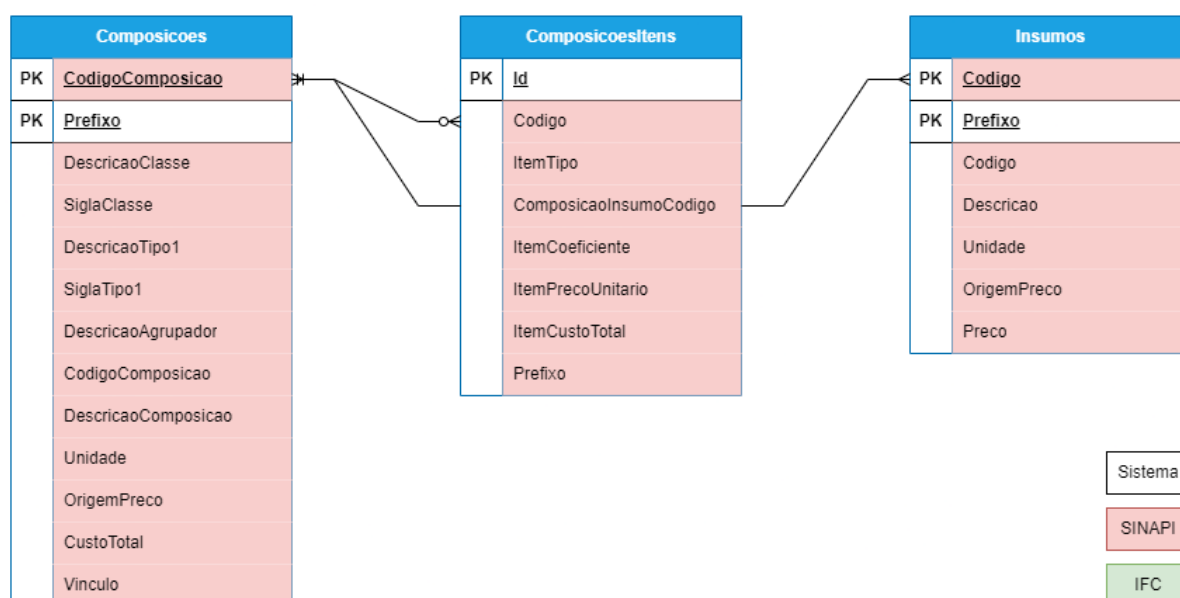 Composicoes
PK CodigoComposicao
PK Prefixo
DescricaoClasse
SiglaClasse
DescricaoTipo1
SiglaTipo1
DescricaoAgrupador
CodigoComposicao
DescricaoComposicao
Unidade
OrigemPreco
CustoTotal
Vinculo
ComposicoesItens
PK Id
Codigo
ItemTipo
ComposicaoInsumoCodigo
ItemCoeficiente
ItemPrecoUnitario
ItemCustoTotal
Prefixo
Insumos
PK Codigo
PK Prefixo
Codigo
Descricao
Unidade
OrigemPreco
Preco
Sistema
SINAPI
IFC